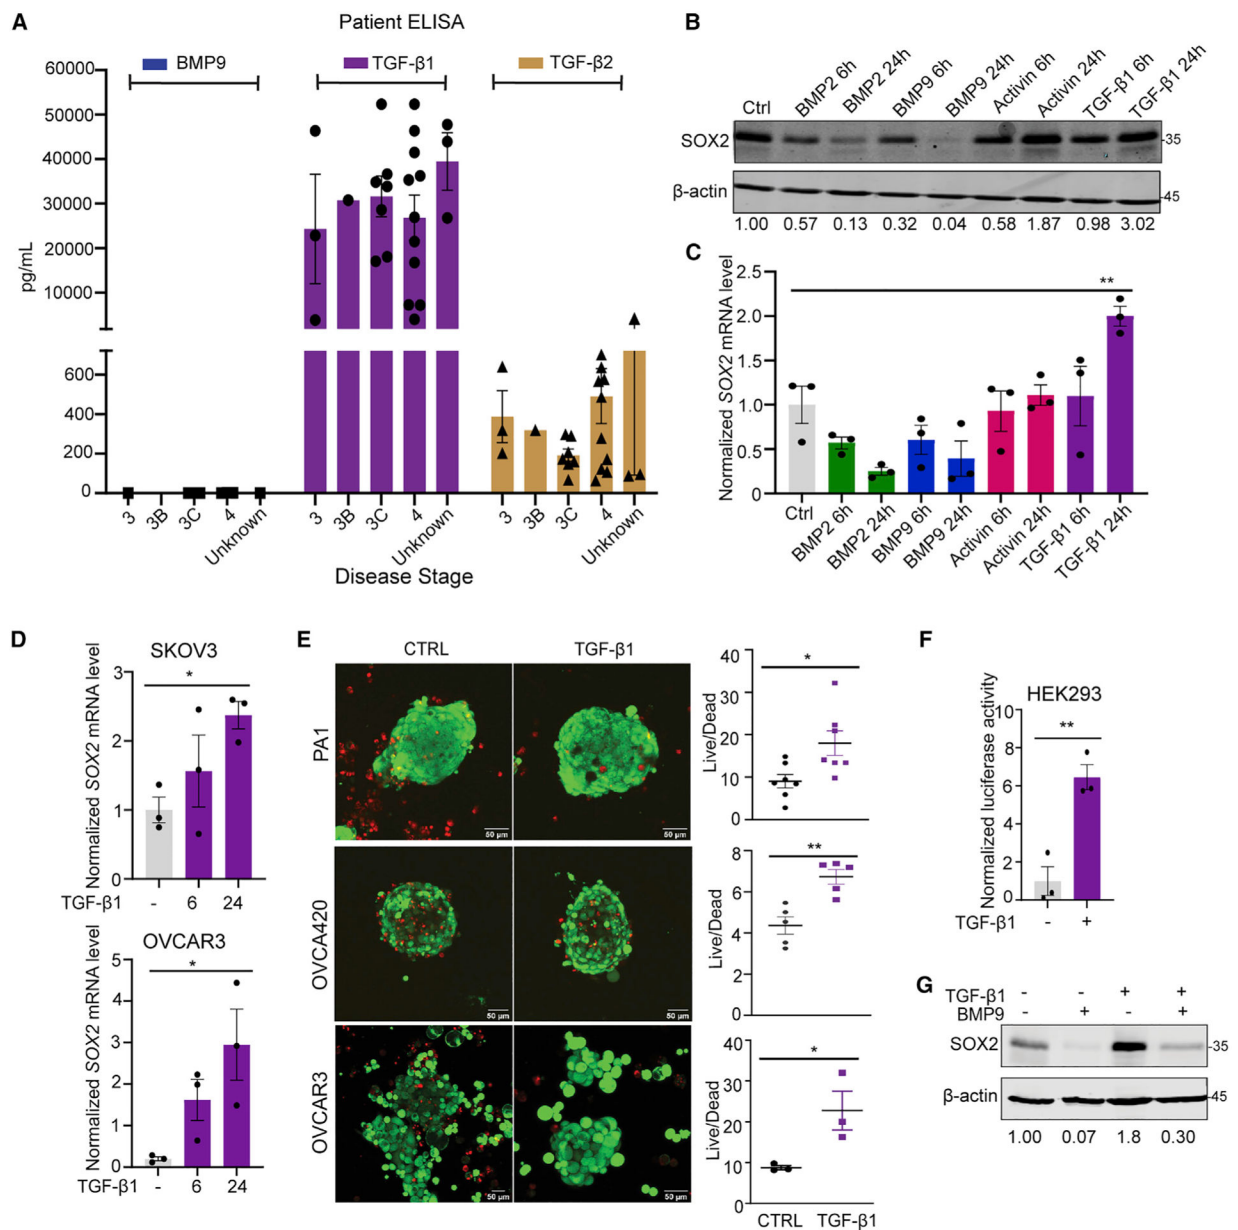 A
Patient ELISA
BMP9
TGF-β1
TGF-β2
60000
50000
40000
30000
20000
10000
600
400
200
0
pg/mL
3
3B
3C
4
Unknown
3
3B
3C
4
Unknown
3
3B
3C
4
Unknown
Disease Stage
B
Ctrl
BMP2 6h
BMP2 24h
BMP9 6h
BMP9 24h
Activin 6h
Activin 24h
TGF-β1 6h
TGF-β1 24h
SOX2
-35
β-actin
-45
1.00 0.57 0.13 0.32 0.04 0.58 1.87 0.98 3.02
C
Normalized SOX2 mRNA level
2.5
2.0
1.5
1.0
0.5
0
**
Ctrl
BMP2 6h
BMP2 24h
BMP9 6h
BMP9 24h
Activin 6h
Activin 24h
TGF-β1 6h
TGF-β1 24h
D
SKOV3
Normalized SOX2 mRNA level
3
2
1
0
*
TGF-β1 - 6 24
OVCAR3
Normalized SOX2 mRNA level
5
4
3
2
1
0
*
TGF-β1 - 6 24
E
CTRL
TGF-β1
PA1
50 µm
50 µm
Live/Dead
40
30
20
10
0
*
OVCA420
50 µm
50 µm
Live/Dead
8
6
4
2
0
**
OVCAR3
50 µm
50 µm
Live/Dead
40
30
20
10
0
*
CTRL TGF-β1
F
HEK293
Normalized luciferase activity
10
8
6
4
2
0
**
TGF-β1 - +
G
TGF-β1 - - + +
BMP9 - + - +
SOX2
-35
β-actin
-45
1.00 0.07 1.8 0.30